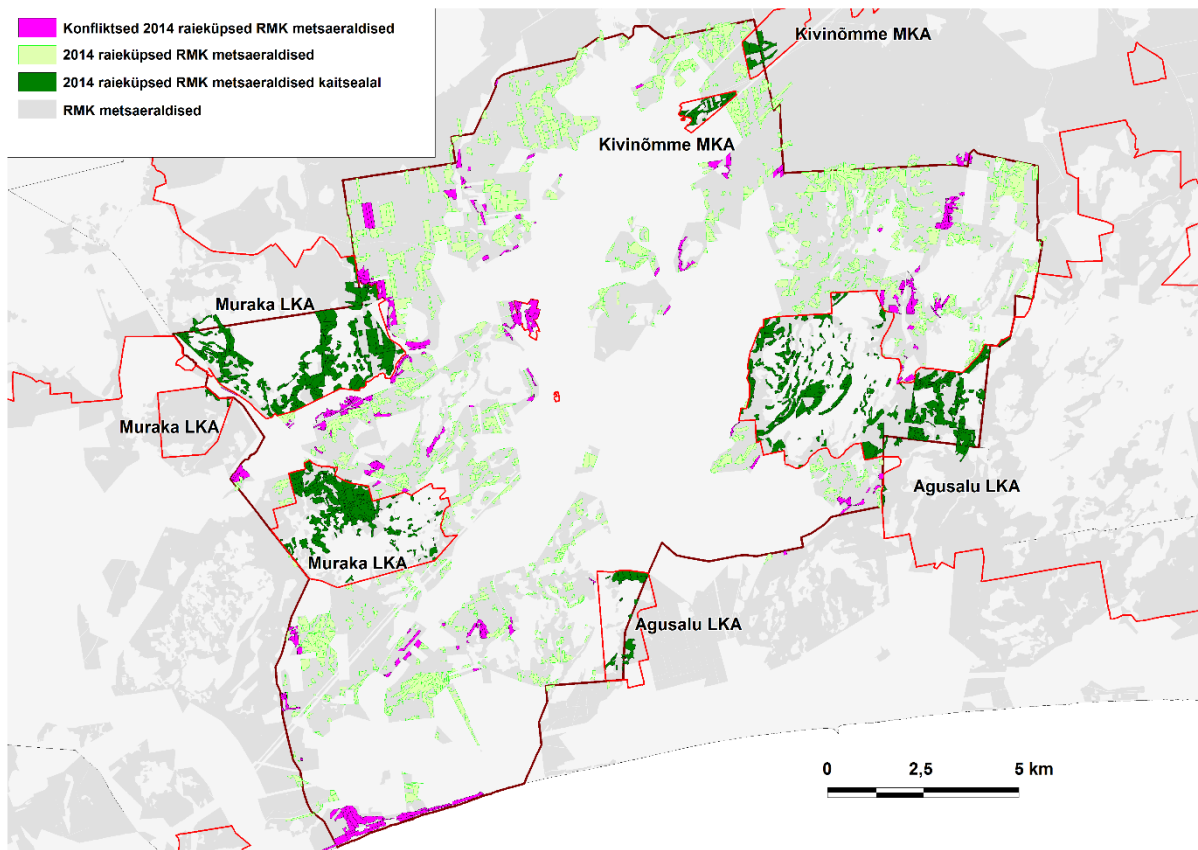 Konfliktsed 2014 raieküpsed RMK metsaeraldised
2014 raieküpsed RMK metsaeraldised
2014 raieküpsed RMK metsaeraldised kaitsealal
RMK metsaeraldised
Kivinõmme MKA
Kivinõmme MKA
Muraka LKA
Muraka LKA
Agusalu LKA
Muraka LKA
Agusalu LKA
0 2,5 5 km